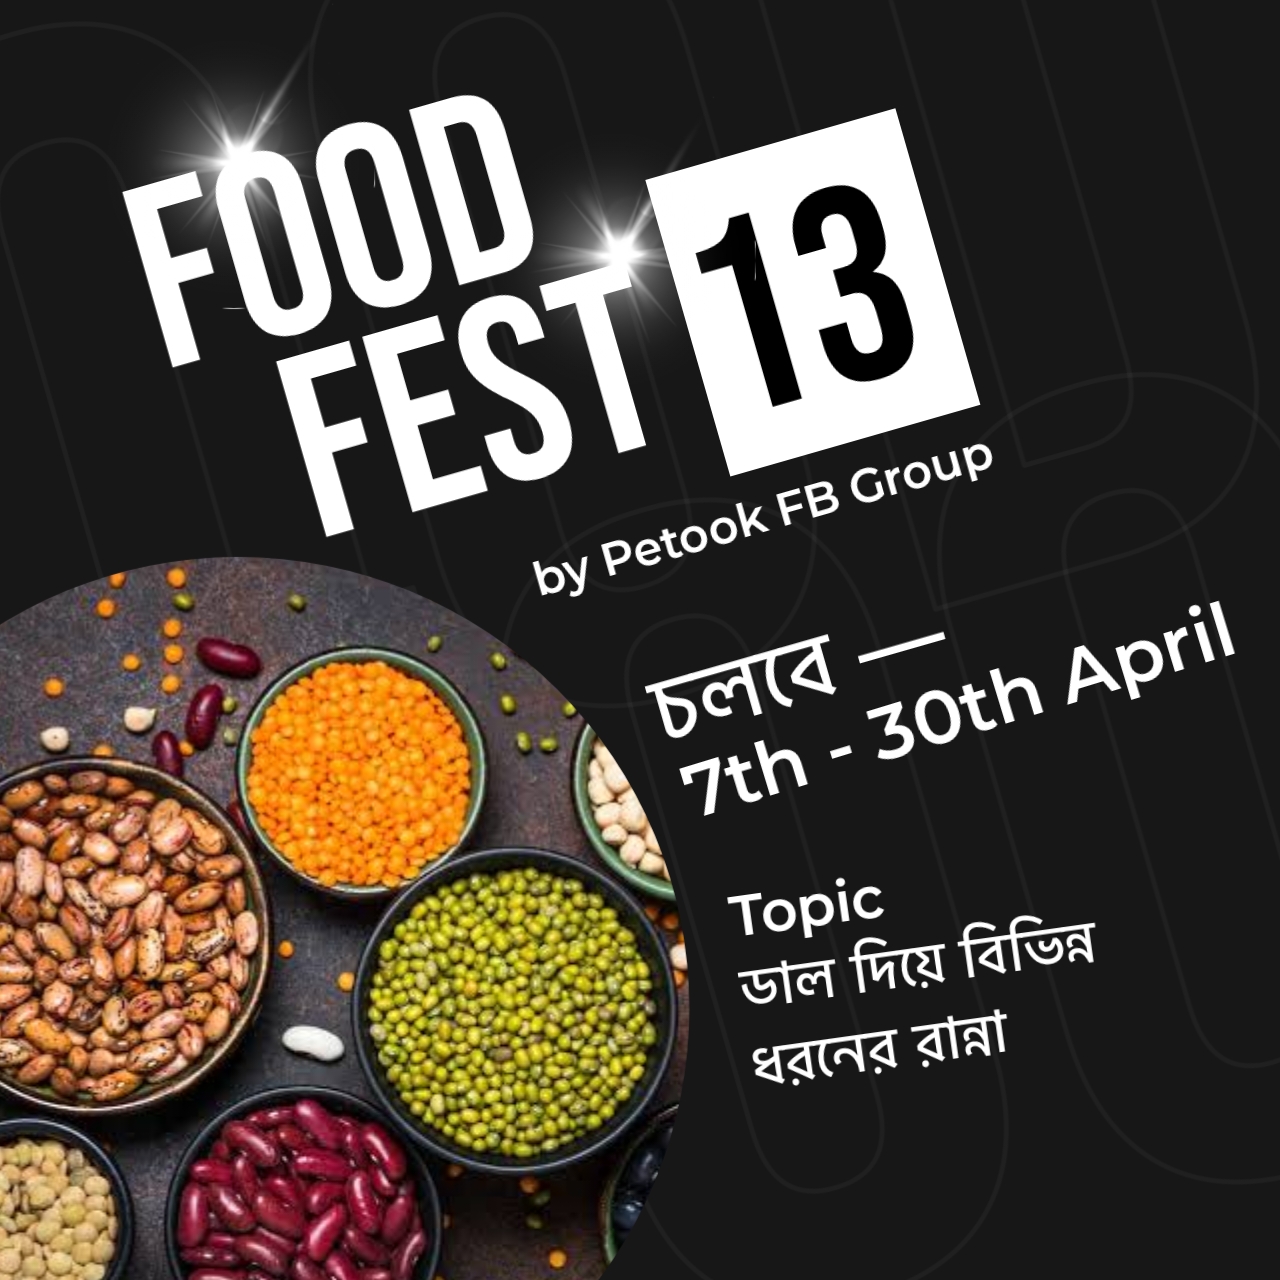 FOOD
FEST 13
by Petook FB Group
চলবে —
7th - 30th April
Topic
ডাল দিয়ে বিভিন্ন
ধরনের রান্না